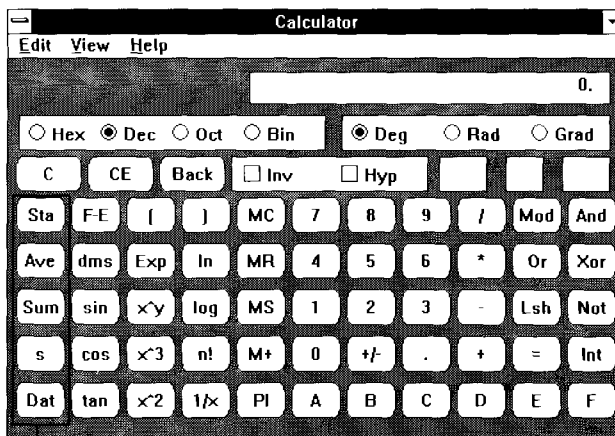 Calculator
Edit View Help
0.
Hex Dec Oct Bin Deg Rad Grad
C CE Back Inv Hyp
Sta F-E ( ) MC 7 8 9 / Mod And
Ave dms Exp ln MR 4 5 6 * Or Xor
Sum sin x^y log MS 1 2 3 - Lsh Not
s cos x^3 n! M+ 0 +/- . + = Int
Dat tan x^2 1/x PI A B C D E F